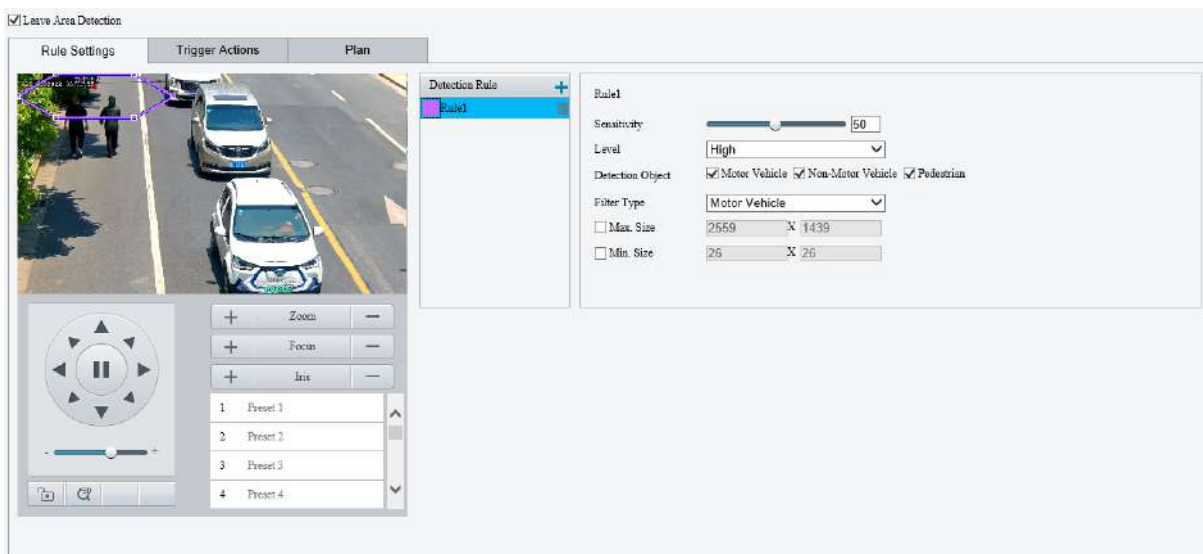 Leave Area Detection
Rule Settings Trigger Actions Plan
Detection Rule
Rule1
Rule1
Sensitivity 50
Level High
Detection Object Motor Vehicle Non-Motor Vehicle Pedestrian
Filter Type Motor Vehicle
Max. Size 2559 X 1439
Min. Size 26 X 26
+ Zoom —
+ Focus —
+ Iris —
1 Preset 1
2 Preset 2
3 Preset 3
4 Preset 4
- +